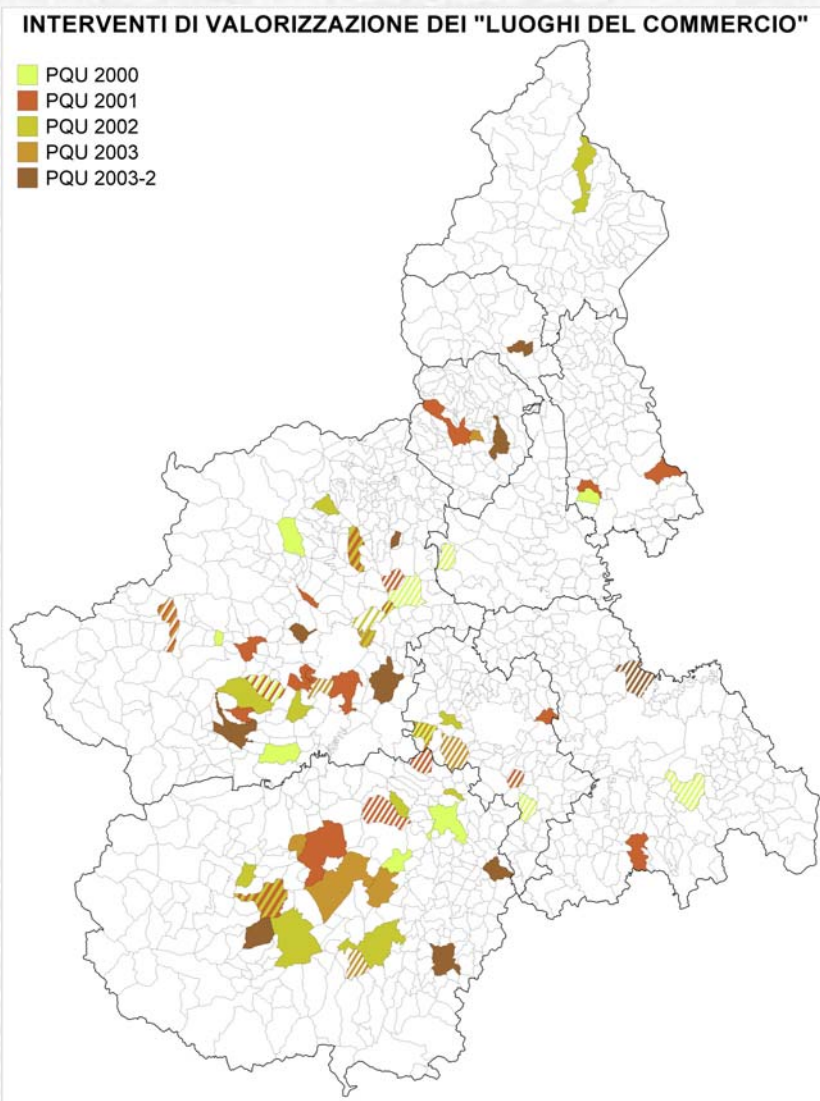 INTERVENTI DI VALORIZZAZIONE DEI "LUOGHI DEL COMMERCIO"
PQU 2000
PQU 2001
PQU 2002
PQU 2003
PQU 2003-2